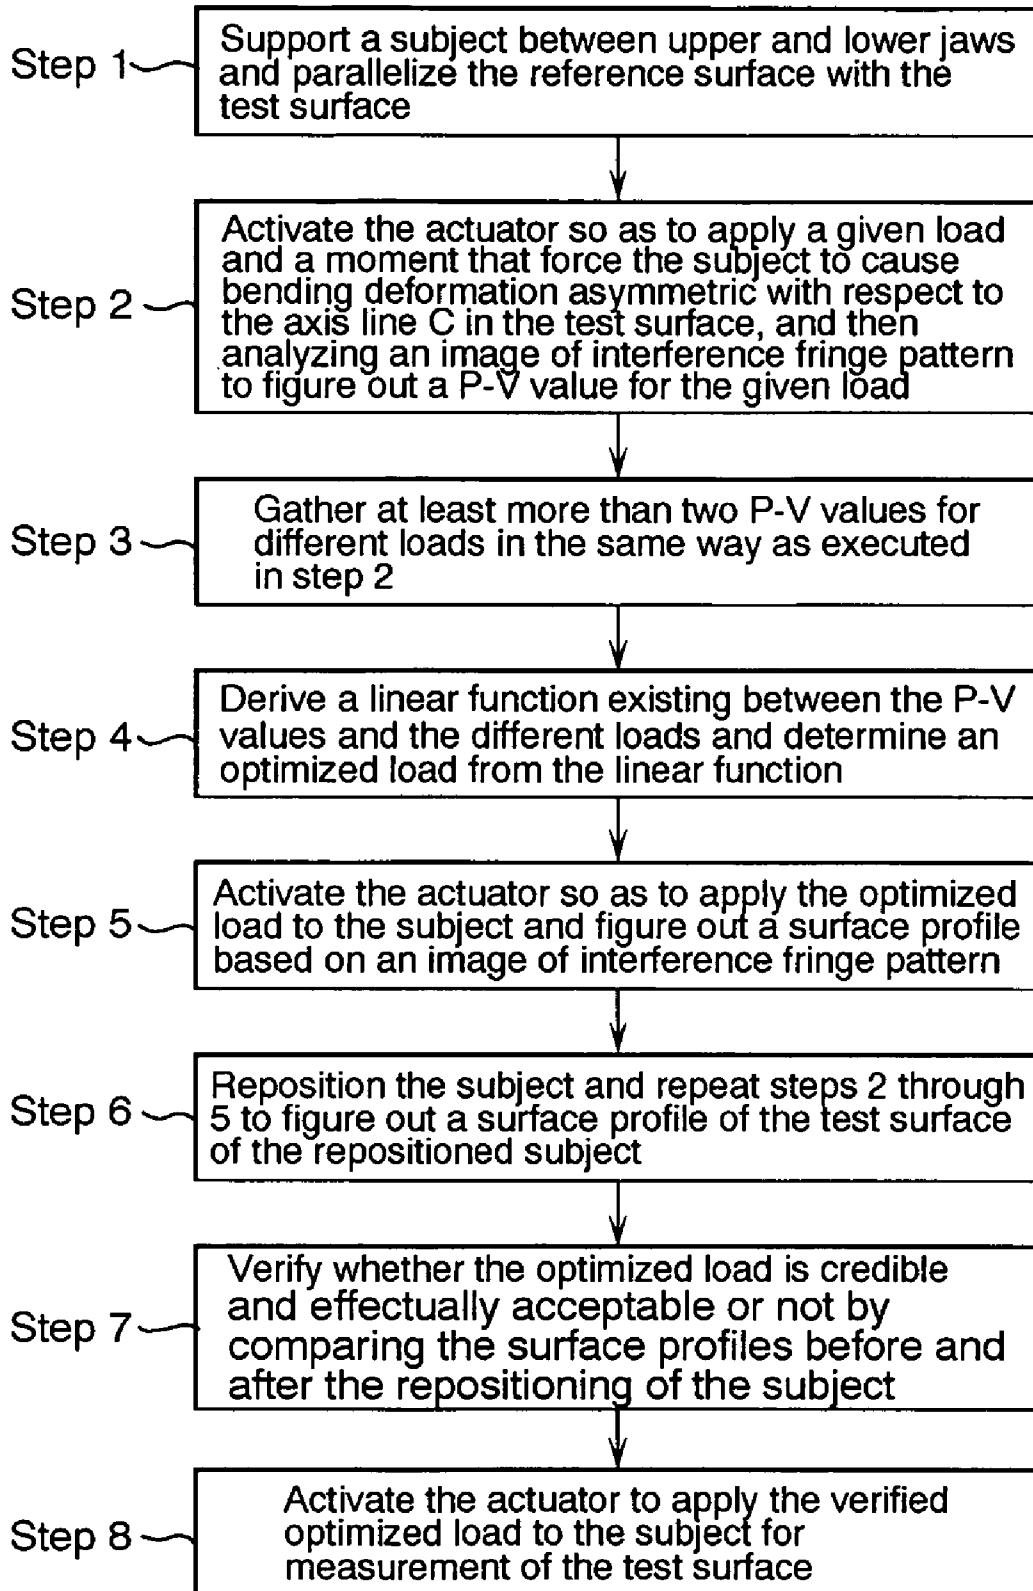 Step 1
Support a subject between upper and lower jaws
and parallelize the reference surface with the
test surface
Step 2
Activate the actuator so as to apply a given load
and a moment that force the subject to cause
bending deformation asymmetric with respect to
the axis line C in the test surface, and then
analyzing an image of interference fringe pattern
to figure out a P-V value for the given load
Step 3
Gather at least more than two P-V values for
different loads in the same way as executed
in step 2
Step 4
Derive a linear function existing between the P-V
values and the different loads and determine an
optimized load from the linear function
Step 5
Activate the actuator so as to apply the optimized
load to the subject and figure out a surface profile
based on an image of interference fringe pattern
Step 6
Reposition the subject and repeat steps 2 through
5 to figure out a surface profile of the test surface
of the repositioned subject
Step 7
Verify whether the optimized load is credible
and effectually acceptable or not by
comparing the surface profiles before and
after the repositioning of the subject
Step 8
Activate the actuator to apply the verified
optimized load to the subject for
measurement of the test surface